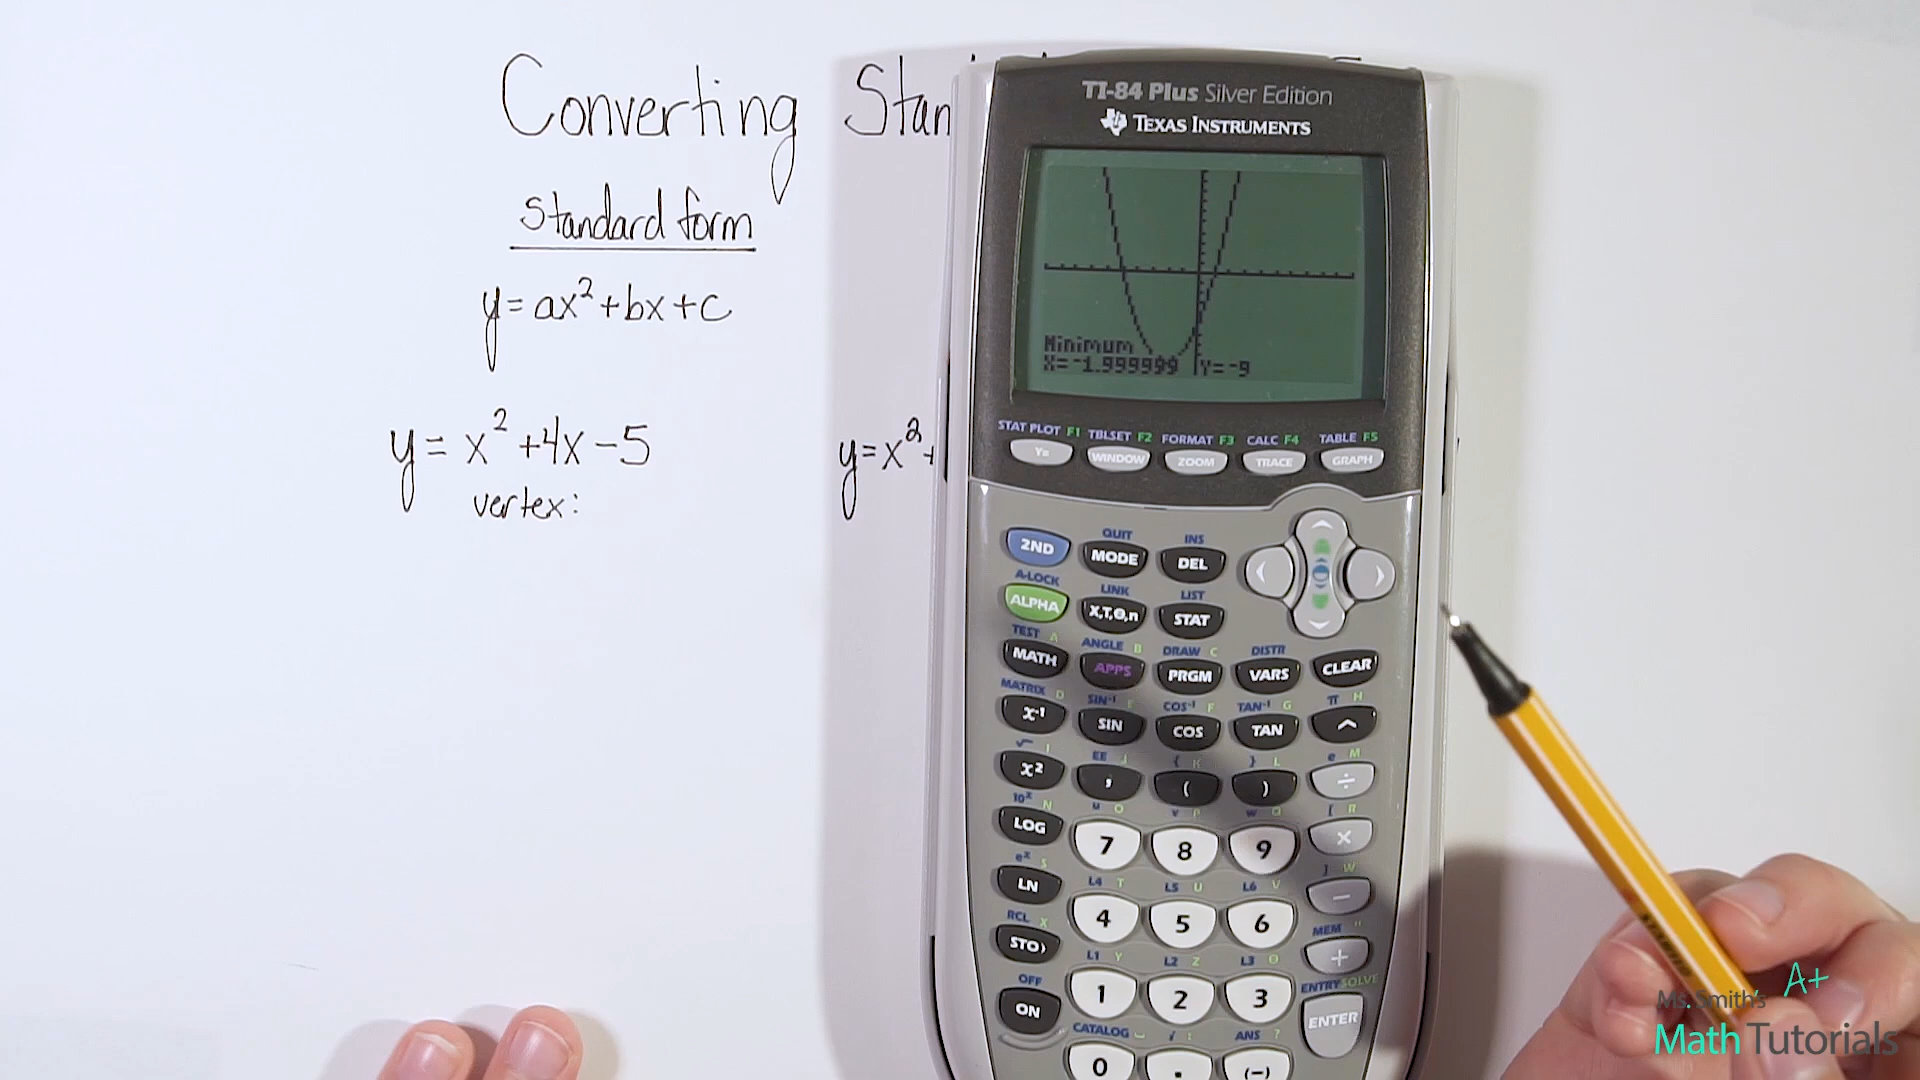 Converting Stan
standard form
y = ax² + bx + c
y = x² + 4x - 5
vertex:
y = x² +
TI-84 Plus Silver Edition
TEXAS INSTRUMENTS
Minimum
X=-1.999999 Y=-9
STAT PLOT F1 TBLSET F2 FORMAT F3 CALC F4 TABLE F5
Y= WINDOW ZOOM TRACE GRAPH
QUIT INS
2ND MODE DEL
A-LOCK LINK LIST
ALPHA X,T,Θ,n STAT
TEST A ANGLE B DRAW C DISTR
MATH APPS PRGM VARS CLEAR
MATRIX D SIN⁻¹ E COS⁻¹ F TAN⁻¹ G π H
x⁻¹ SIN COS TAN ^
√ I EE J { K } L e M
x² , ( ) ÷
10ˣ N u O v P w Q [ R
LOG 7 8 9 ×
eˣ S L4 T L5 U L6 V ] W
LN 4 5 6 −
RCL X L1 Y L2 Z L3 Θ MEM "
STO› 1 2 3 +
OFF CATALOG i : ANS ? ENTRY SOLVE
ON 0 . (−) ENTER
Ms. Smith's A+
Math Tutorials